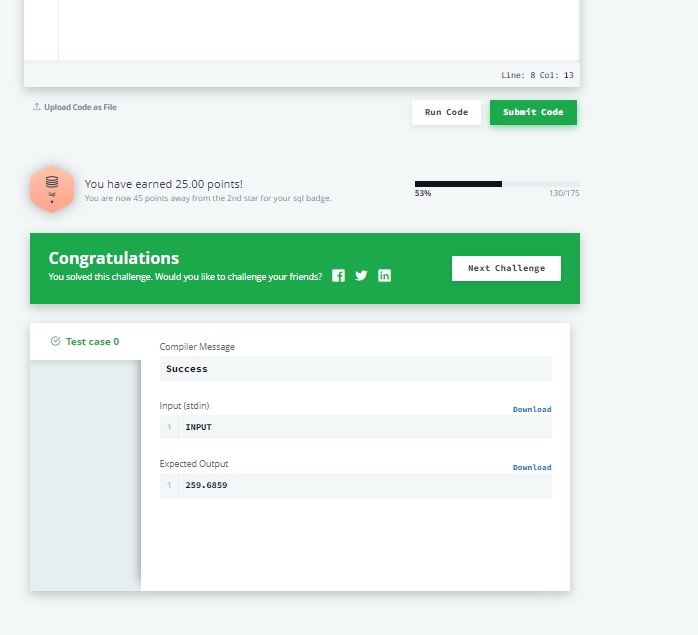 Line: 8 Col: 13
Upload Code as File
Run Code
Submit Code
Sql
You have earned 25.00 points!
You are now 45 points away from the 2nd star for your sql badge.
53%
130/175
Congratulations
You solved this challenge. Would you like to challenge your friends?
Next Challenge
Test case 0
Compiler Message
Success
Input (stdin)
Download
1 INPUT
Expected Output
Download
1 259.6859